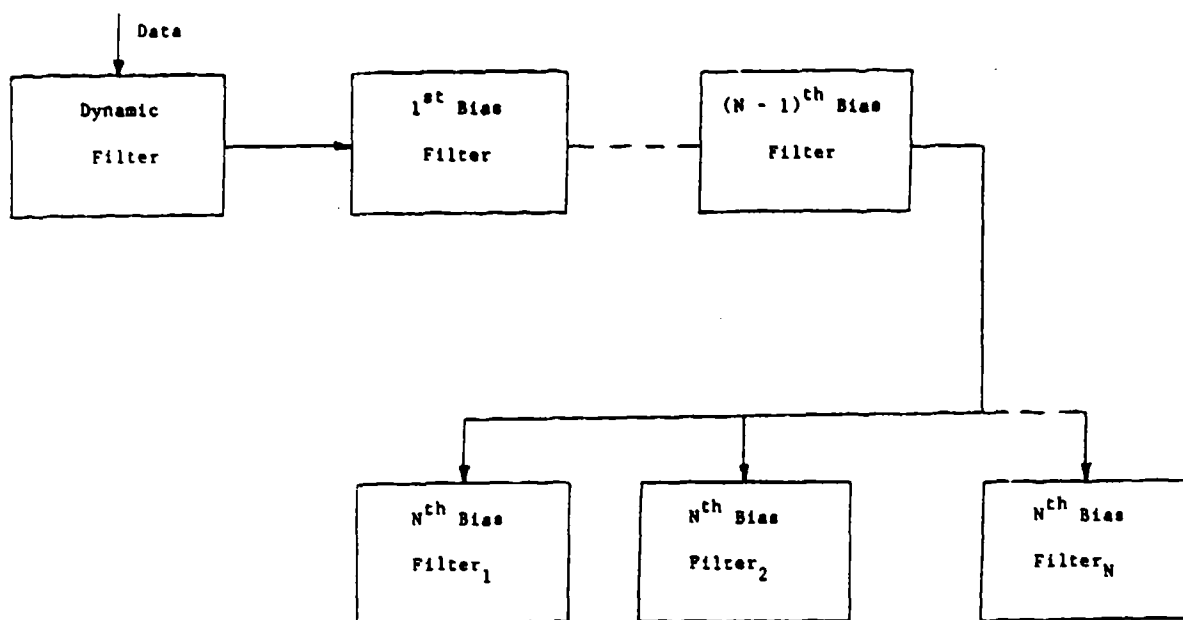 Data
Dynamic
Filter
1st Bias
Filter
(N - 1)th Bias
Filter
Nth Bias
Filter1
Nth Bias
Filter2
Nth Bias
FilterN